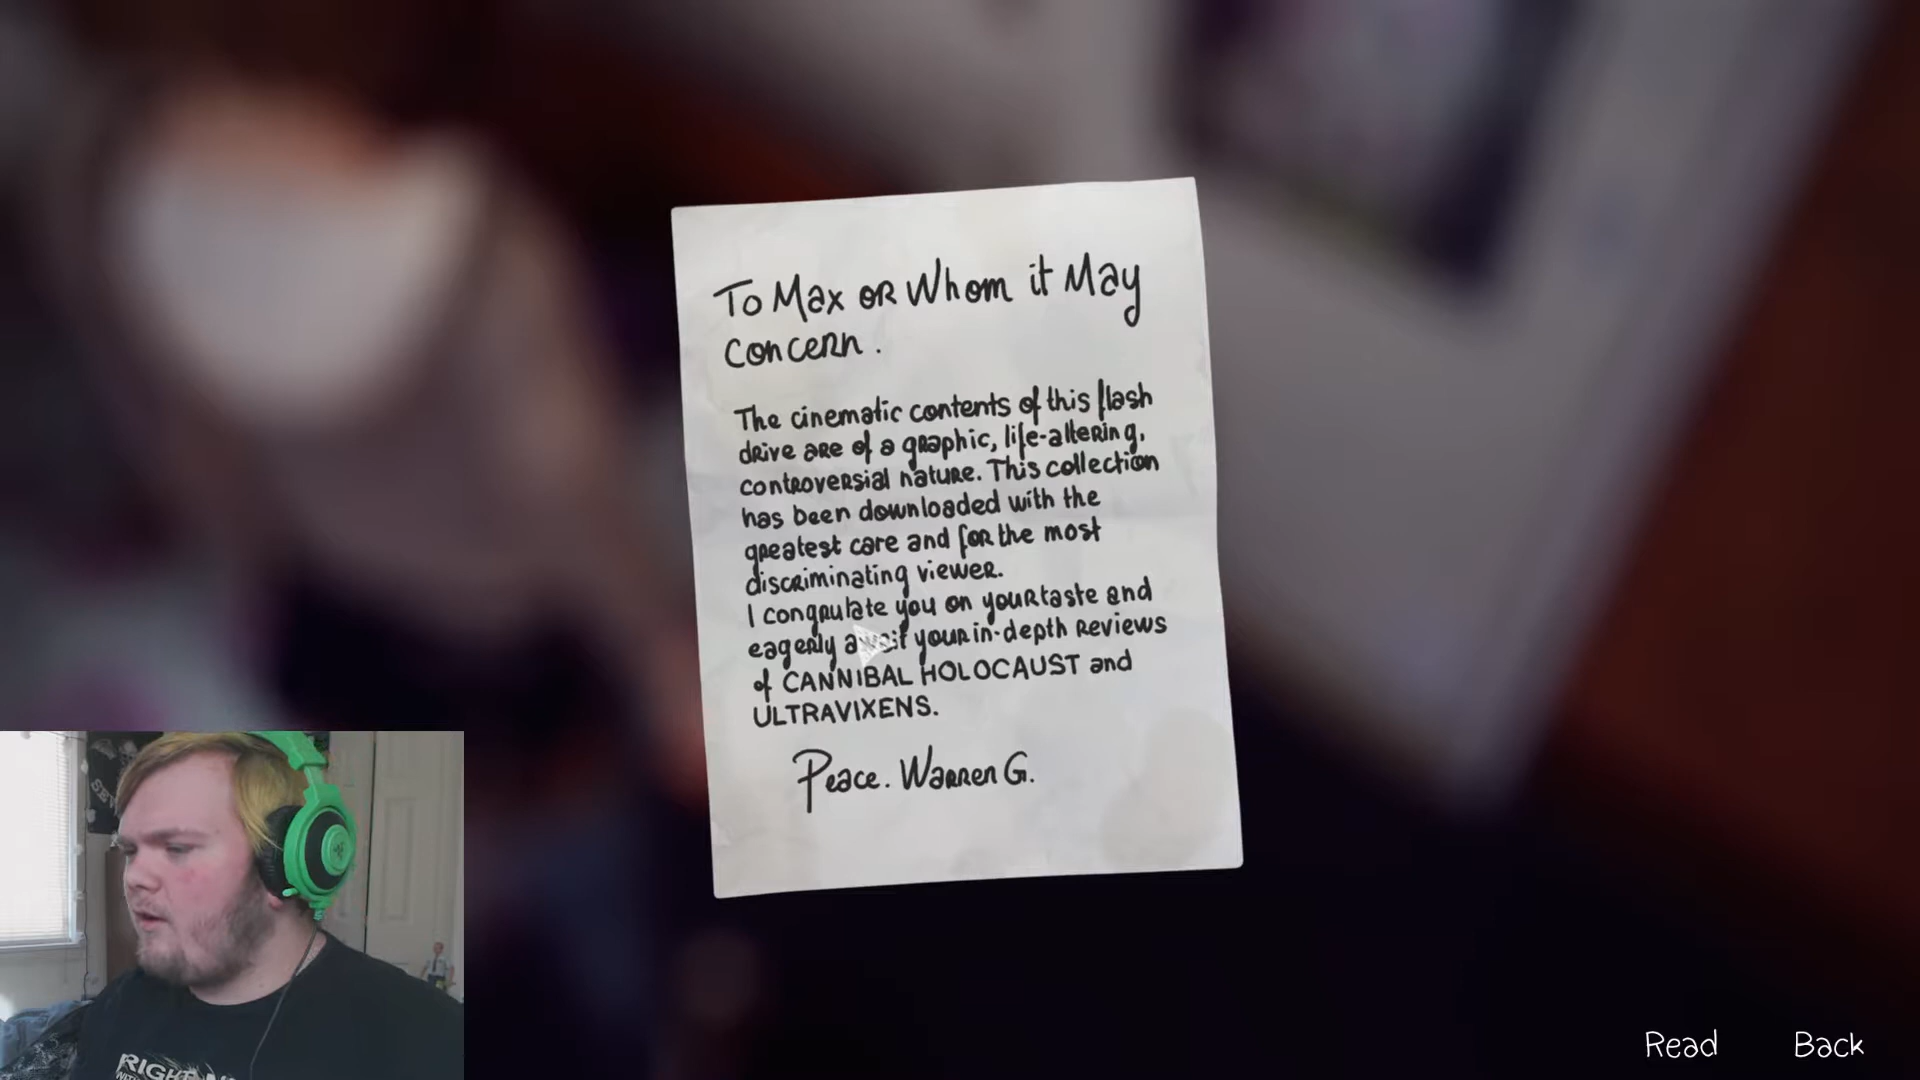 To Max or Whom it May
concern.
The cinematic contents of this flash
drive are of a graphic, life-altering,
controversial nature. This collection
has been downloaded with the
greatest care and for the most
discriminating viewer.
I congrulate you on your taste and
eagerly await your in-depth reviews
of CANNIBAL HOLOCAUST and
ULTRAVIXENS.
Peace. Warren G.
RIGHT
Read Back